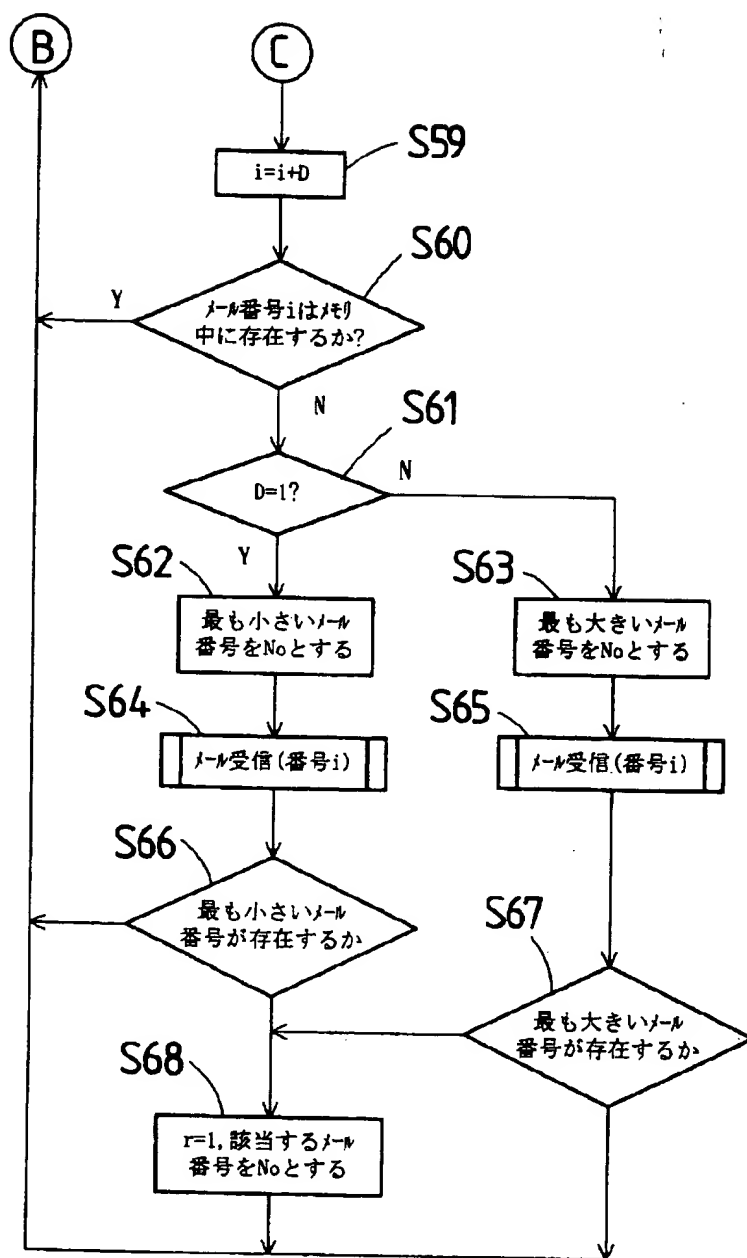 B
C
S59
i=i+D
S60
メール番号iはメモリ
中に存在するか?
Y
N
S61
D=1?
N
Y
S62
最も小さいメール
番号をNoとする
S63
最も大きいメール
番号をNoとする
S64
メール受信(番号i)
S65
メール受信(番号i)
S66
最も小さいメール
番号が存在するか
S67
最も大きいメール
番号が存在するか
S68
r=1,該当するメール
番号をNoとする